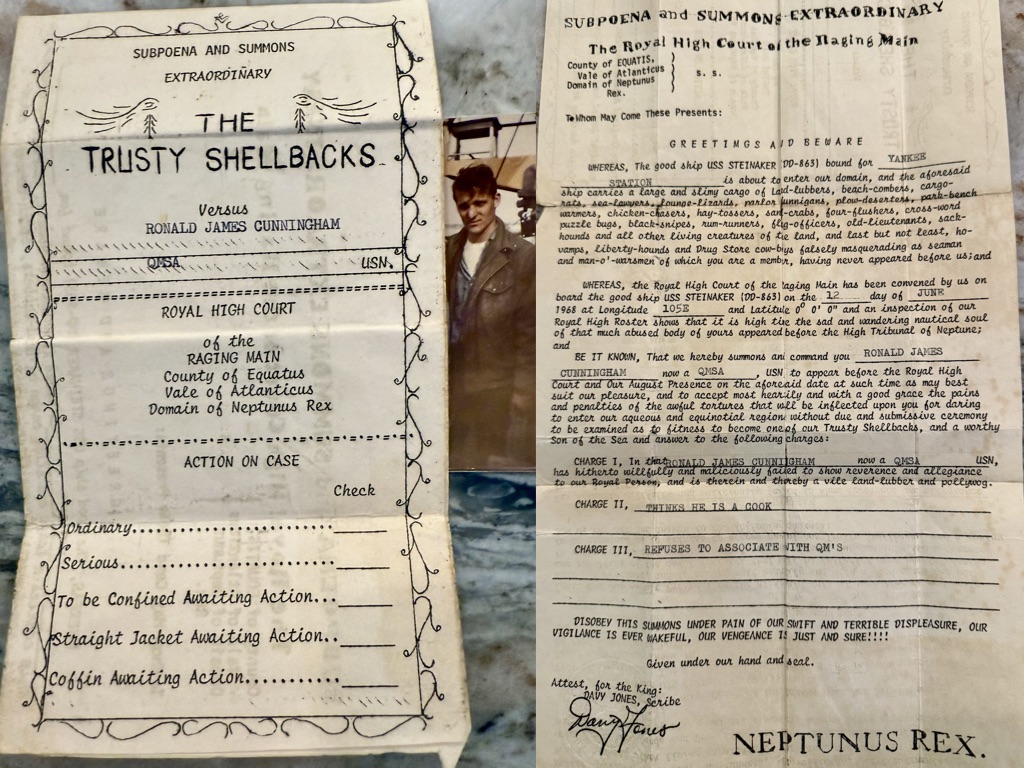 SUBPOENA AND SUMMONS
EXTRAORDINARY
THE
TRUSTY SHELLBACKS
Versus
RONALD JAMES CUNNINGHAM
QMSA USN.
ROYAL HIGH COURT
of the
RAGING MAIN
County of Equatus
Vale of Atlanticus
Domain of Neptunus Rex
ACTION ON CASE
Check
Ordinary
Serious
To be Confined Awaiting Action...
Straight Jacket Awaiting Action..
Coffin Awaiting Action
SUBPOENA and SUMMONS EXTRAORDINARY
The Royal High Court of the Raging Main
County of EQUATIS,
Vale of Atlanticus
Domain of Neptunus
Rex.
s. s.
To Whom May Come These Presents:
GREETINGS AND BEWARE
WHEREAS, The good ship USS STEINAKER (DD-863) bound for YANKEE
STATION is about to enter our domain, and the aforesaid
ship carries a large and slimy cargo of Land-lubbers, beach-combers, cargo-
rats, sea-lawyers, lounge-lizards, parlor dunnigans, plow-deserters, park-bench
warmers, chicken-chasers, hay-tossers, sand-crabs, four-flushers, cross-word
puzzle bugs, black-snipes, rum-runners, flag-officers, old-lieutenants, sack-
hounds and all other living creatures of the land, and last but not least, ho-
vamps, liberty-hounds and Drug Store cow-boys falsely masquerading as seaman
and man-o'-warsmen of which you are a member, having never appeared before us;and
WHEREAS, The Royal High Court of the Raging Main has been convened by us on
board the good ship USS STEINAKER (DD-863) on the 12 day of JUNE
1968 at Longitude 105E and Latitude 0° 0' 0" and an inspection of our
Royal High Roster shows that it is high time the sad and wandering nautical soul
of that much abused body of yours appeared before the High Tribunal of Neptune;
and
BE IT KNOWN, That we hereby summons and command you RONALD JAMES
CUNNINGHAM now a QMSA, USN to appear before the Royal High
Court and Our August Presence on the aforesaid date at such time as may best
suit our pleasure, and to accept most hearily and with a good grace the pains
and penalties of the awful tortures that will be inflected upon you for daring
to enter our aqueous and equinotial region without due and submissive ceremony
to be examined as to fitness to become one of our Trusty Shellbacks, and a worthy
Son of the Sea and answer to the following charges:
CHARGE I, In that RONALD JAMES CUNNIGHAM now a QMSA USN,
has hitherto willfully and maliciously failed to show reverence and allegiance
to our Royal Person, and is therein and thereby a vile land-lubber and pollywog.
CHARGE II, THINKS HE IS A COOK
CHARGE III, REFUSES TO ASSOCIATE WITH QM'S
DISOBEY THIS SUMMONS UNDER PAIN OF OUR SWIFT AND TERRIBLE DISPLEASURE, OUR
VIGILANCE IS EVER WAKEFUL, OUR VENGEANCE IS JUST AND SURE!!!!
Given under our hand and seal.
Attest, for the King:
DAVY JONES, Scribe
Davy Jones
NEPTUNUS REX.